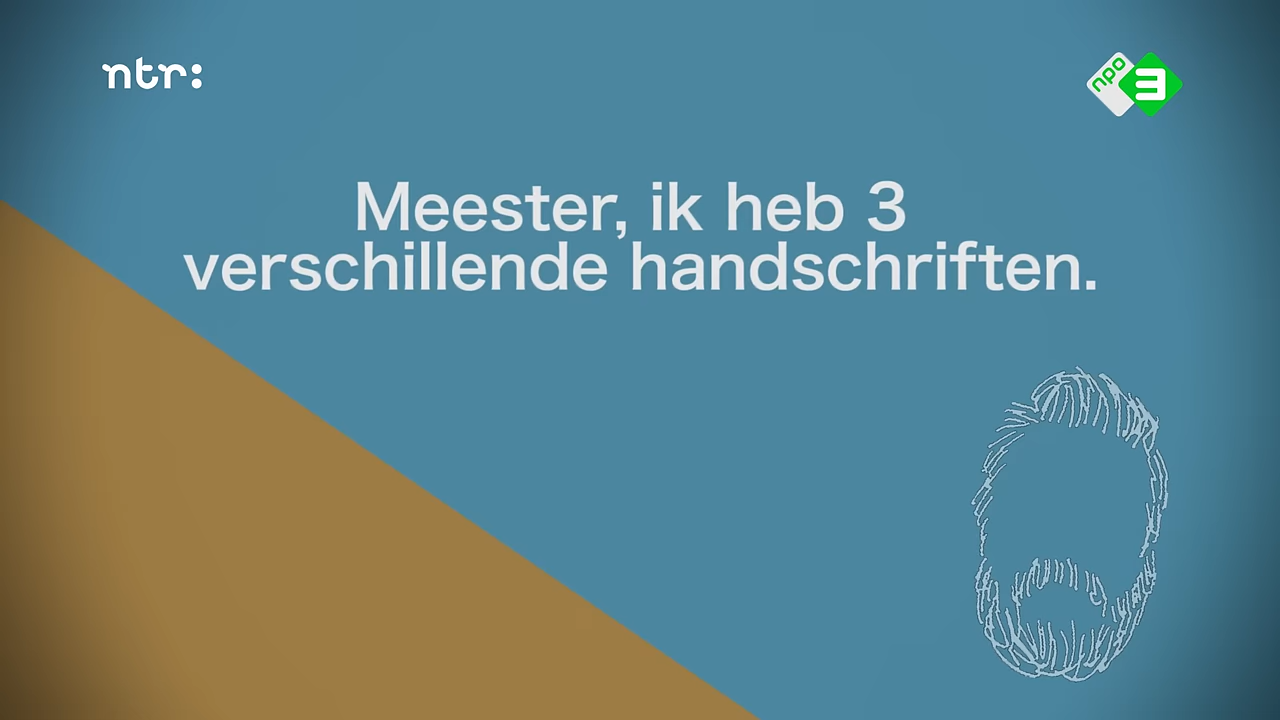 ntr:
npo 3
Meester, ik heb 3
verschillende handschriften.